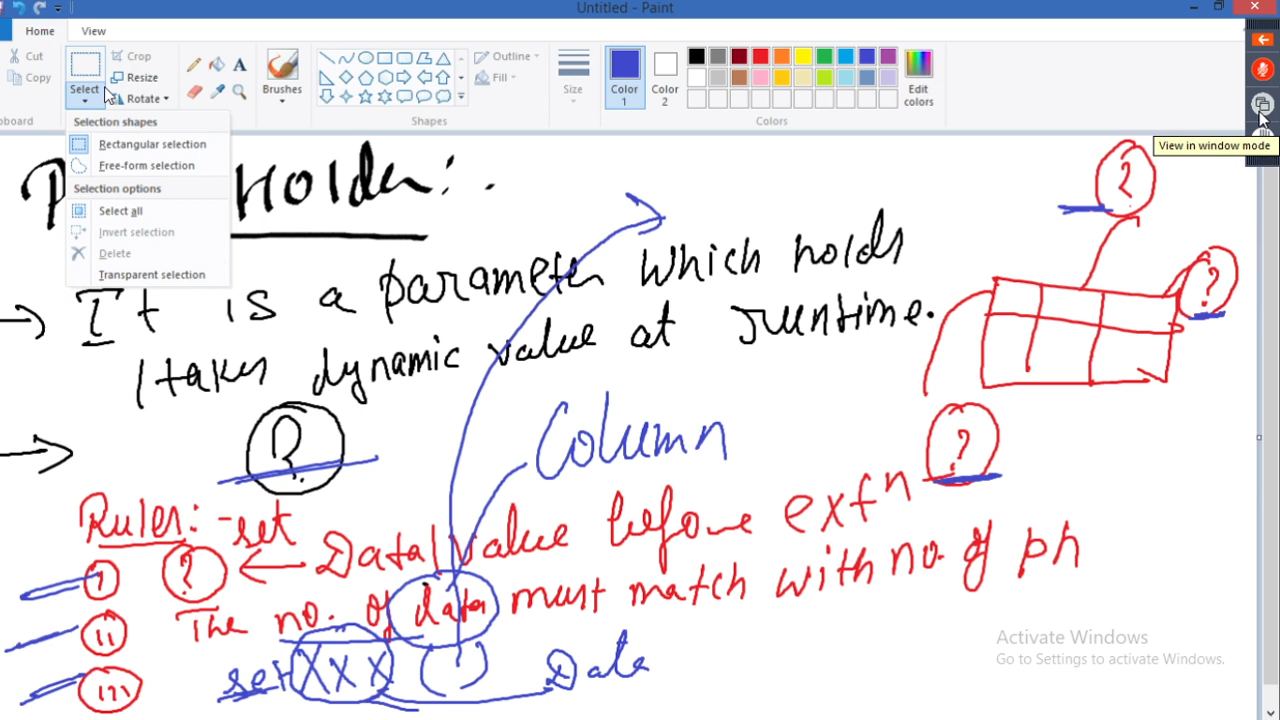 Untitled - Paint
Home View
Cut
Copy
Select
Crop
Resize
Rotate
Brushes
Outline
Fill
Size
Color 1
Color 2
Edit colors
oboard
Shapes
Colors
Selection shapes
Rectangular selection
Free-form selection
Selection options
Select all
Invert selection
Delete
Transparent selection
View in window mode
P Holder:.
?
?
→ It is a parameter which holds
/takes dynamic value at runtime.
→ ?
Column
?
Rules: -set
i ? ← Data/value before exfn
ii The no. of data must match with no. of ph
iii set XXX ( ) Data
Activate Windows
Go to Settings to activate Windows.